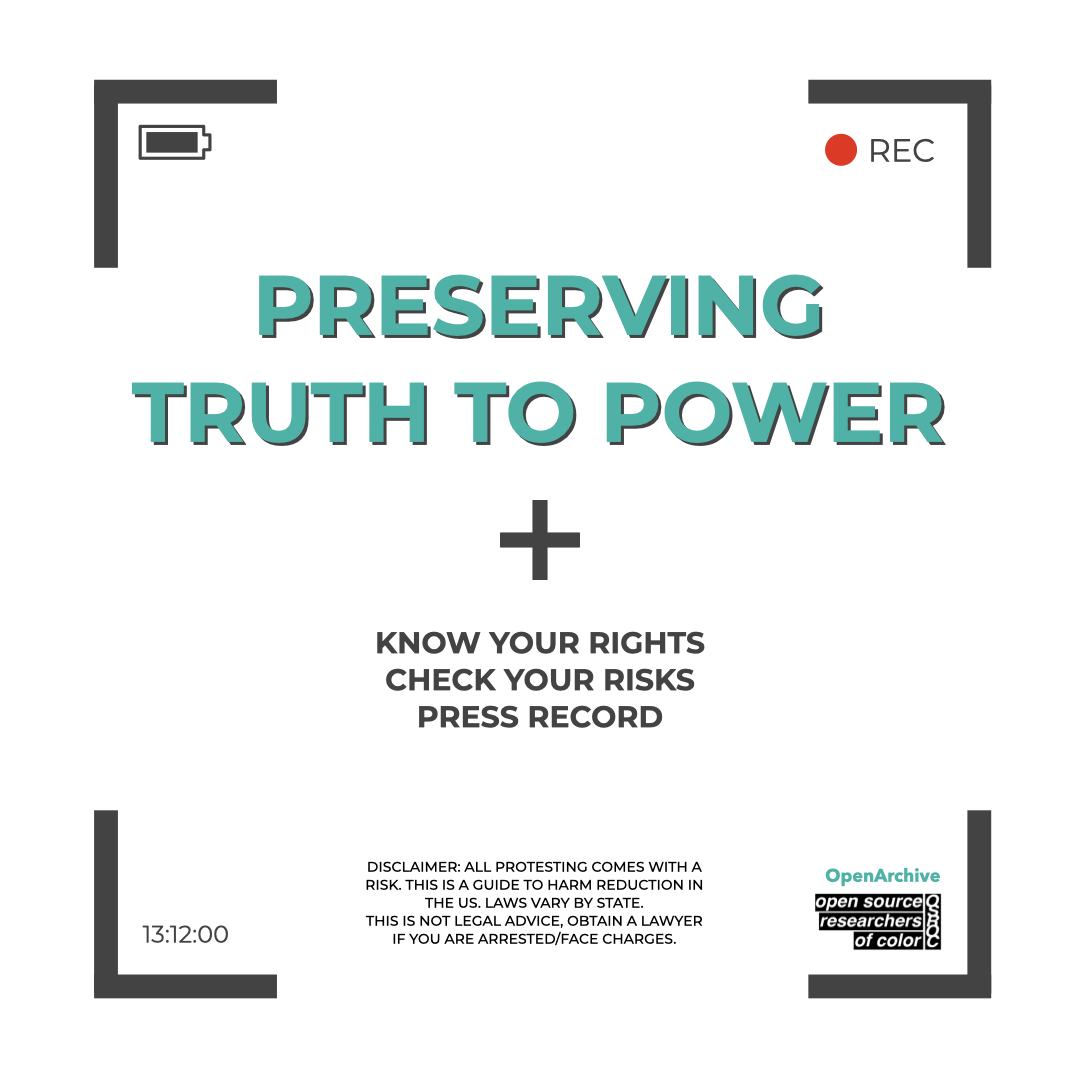 REC
PRESERVING
TRUTH TO POWER
KNOW YOUR RIGHTS
CHECK YOUR RISKS
PRESS RECORD
DISCLAIMER: ALL PROTESTING COMES WITH A
RISK. THIS IS A GUIDE TO HARM REDUCTION IN
THE US. LAWS VARY BY STATE.
THIS IS NOT LEGAL ADVICE, OBTAIN A LAWYER
IF YOU ARE ARRESTED/FACE CHARGES.
13:12:00
OpenArchive
open source
researchers
of color
OSROC